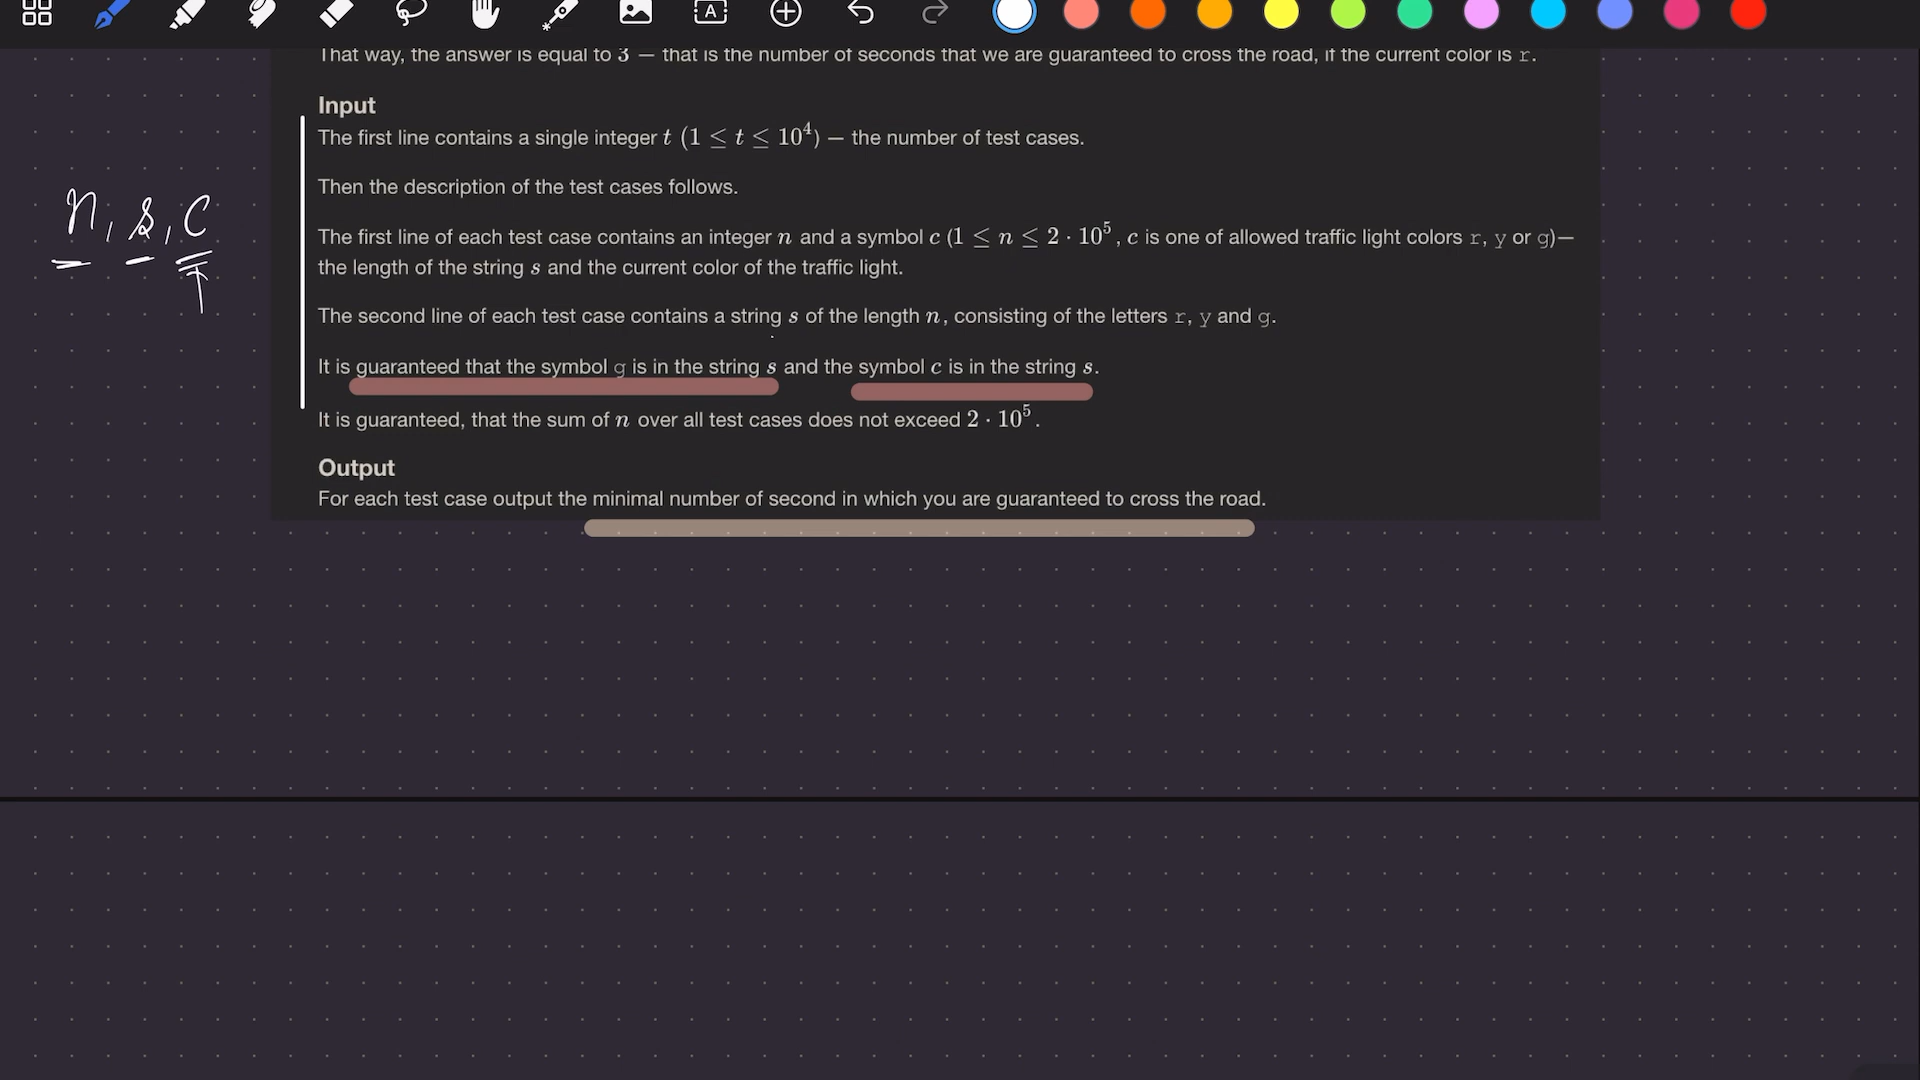 That way, the answer is equal to 3 — that is the number of seconds that we are guaranteed to cross the road, if the current color is r.
Input
The first line contains a single integer t (1 ≤ t ≤ 10^4) — the number of test cases.
Then the description of the test cases follows.
n, s, c
The first line of each test case contains an integer n and a symbol c (1 ≤ n ≤ 2 · 10^5, c is one of allowed traffic light colors r, y or g)—
the length of the string s and the current color of the traffic light.
The second line of each test case contains a string s of the length n, consisting of the letters r, y and g.
It is guaranteed that the symbol g is in the string s and the symbol c is in the string s.
It is guaranteed, that the sum of n over all test cases does not exceed 2 · 10^5.
Output
For each test case output the minimal number of second in which you are guaranteed to cross the road.